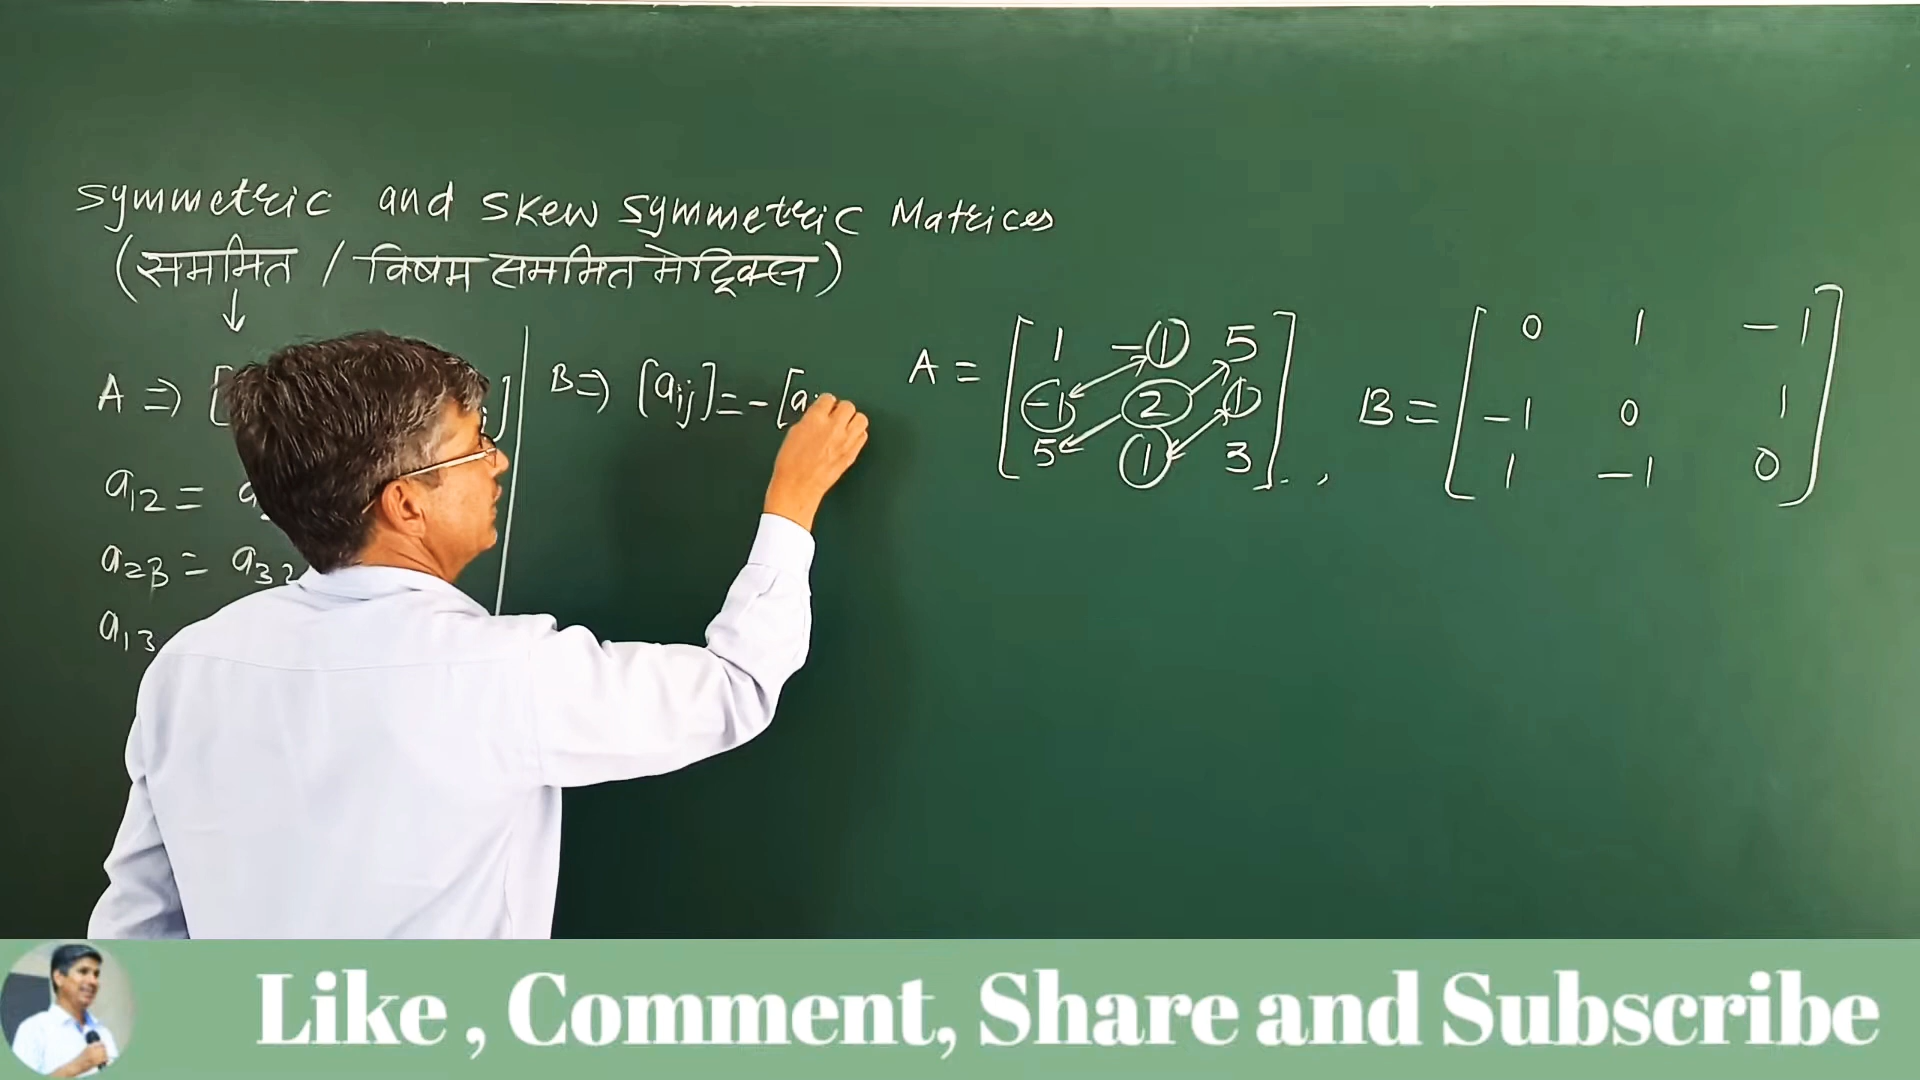 symmetric and skew symmetric Matrices
(सममित / विषम सममित मेट्रिक्स)
↓
A ⇒ [
a12 =
a23 = a32
a13
B ⇒ [aij] = -[a
A = [1 -1 5
-1 2 1
5 1 3] . ,
B = [0 1 -1
-1 0 1
1 -1 0]
Like , Comment, Share and Subscribe